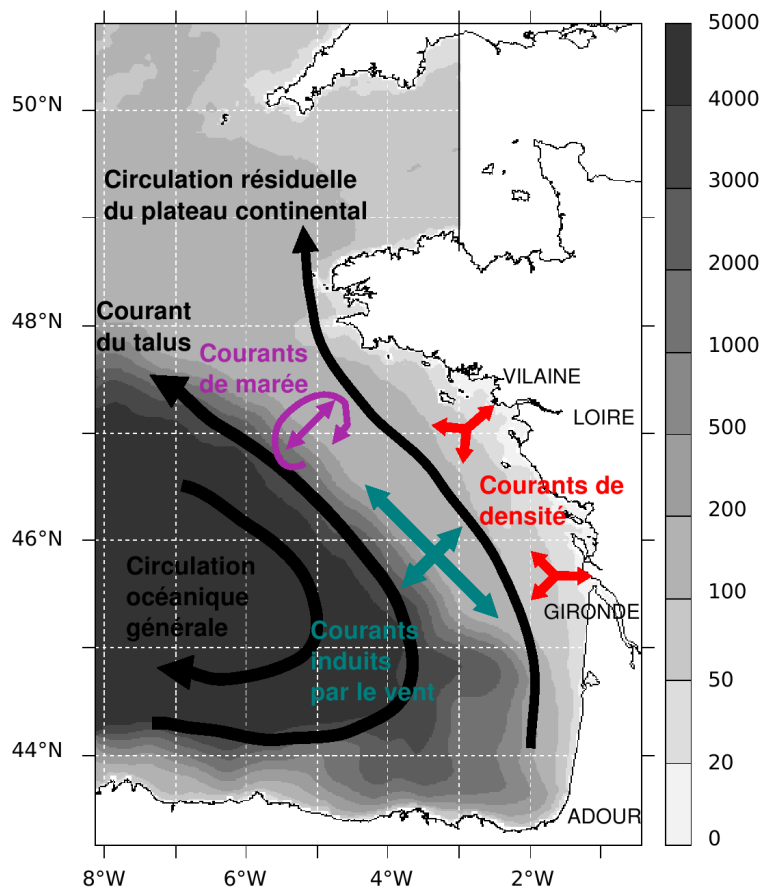 50°N
48°N
46°N
44°N
8°W
6°W
4°W
2°W
Circulation résiduelle
du plateau continental
Courant
du talus
Courants
de marée
VILAINE
LOIRE
Courants de
densité
Circulation
océanique
générale
GIRONDE
Courants
induits
par le vent
ADOUR
5000
4000
3000
2000
1000
500
200
100
50
20
0